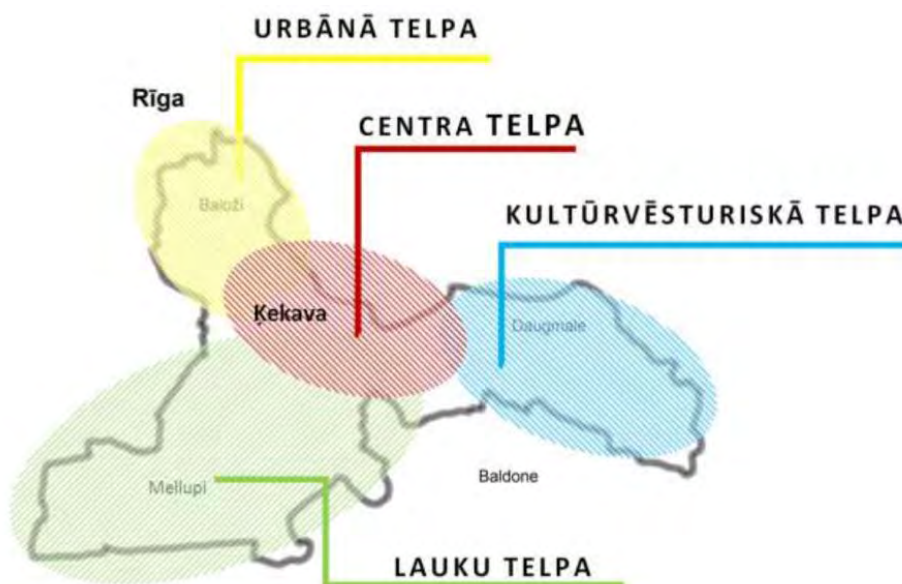 URBĀNĀ TELPA
Rīga
CENTRA TELPA
Baloži
KULTŪRVĒSTURISKĀ TELPA
Ķekava
Daugmale
Mellupi
Baldone
LAUKU TELPA